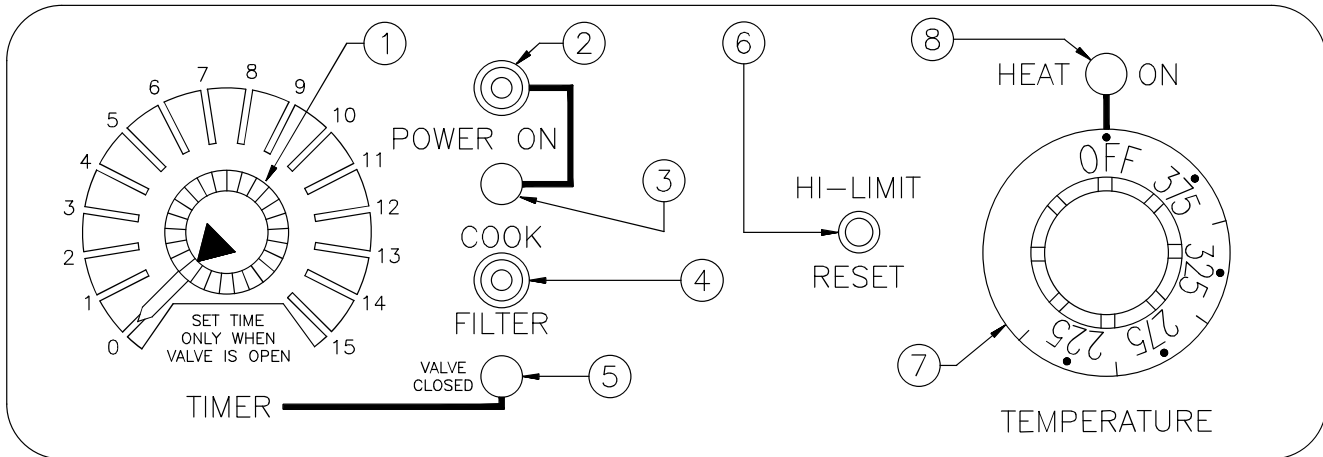 1
2
6
8
0
1
2
3
4
5
6
7
8
9
10
11
12
13
14
15
SET TIME
ONLY WHEN
VALVE IS OPEN
TIMER
POWER ON
3
COOK
FILTER
4
VALVE
CLOSED
5
HI-LIMIT
RESET
HEAT ON
OFF
375
325
275
225
7
TEMPERATURE